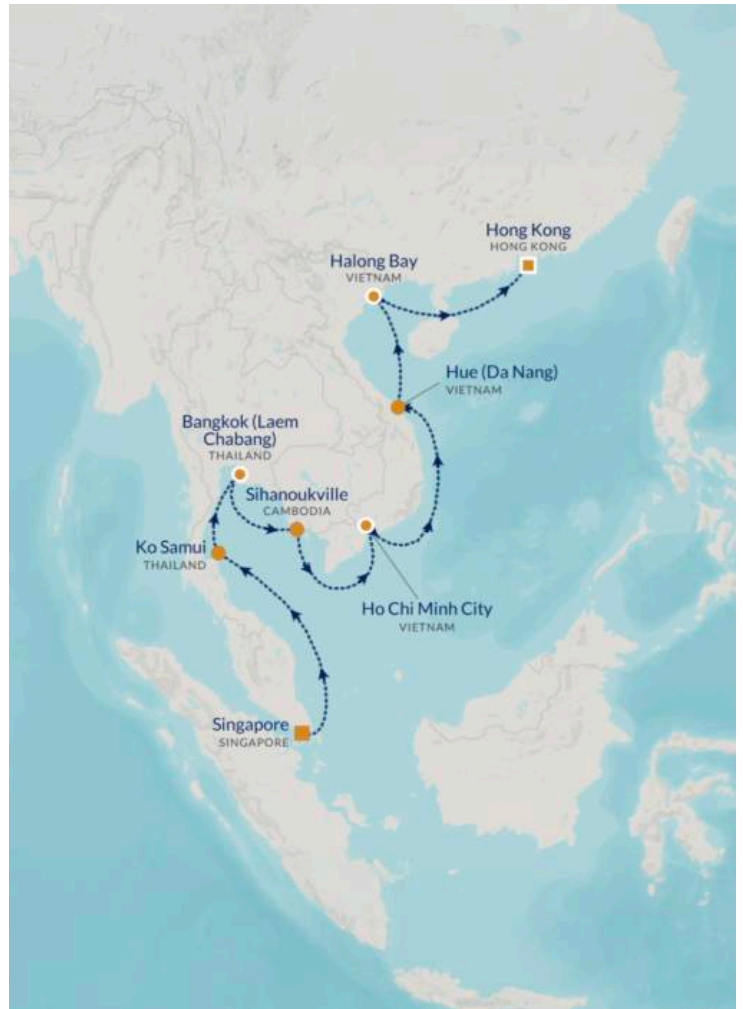 Hong Kong
HONG KONG
Halong Bay
VIETNAM
Hue (Da Nang)
VIETNAM
Bangkok (Laem
Chabang)
THAILAND
Sihanoukville
CAMBODIA
Ko Samui
THAILAND
Ho Chi Minh City
VIETNAM
Singapore
SINGAPORE